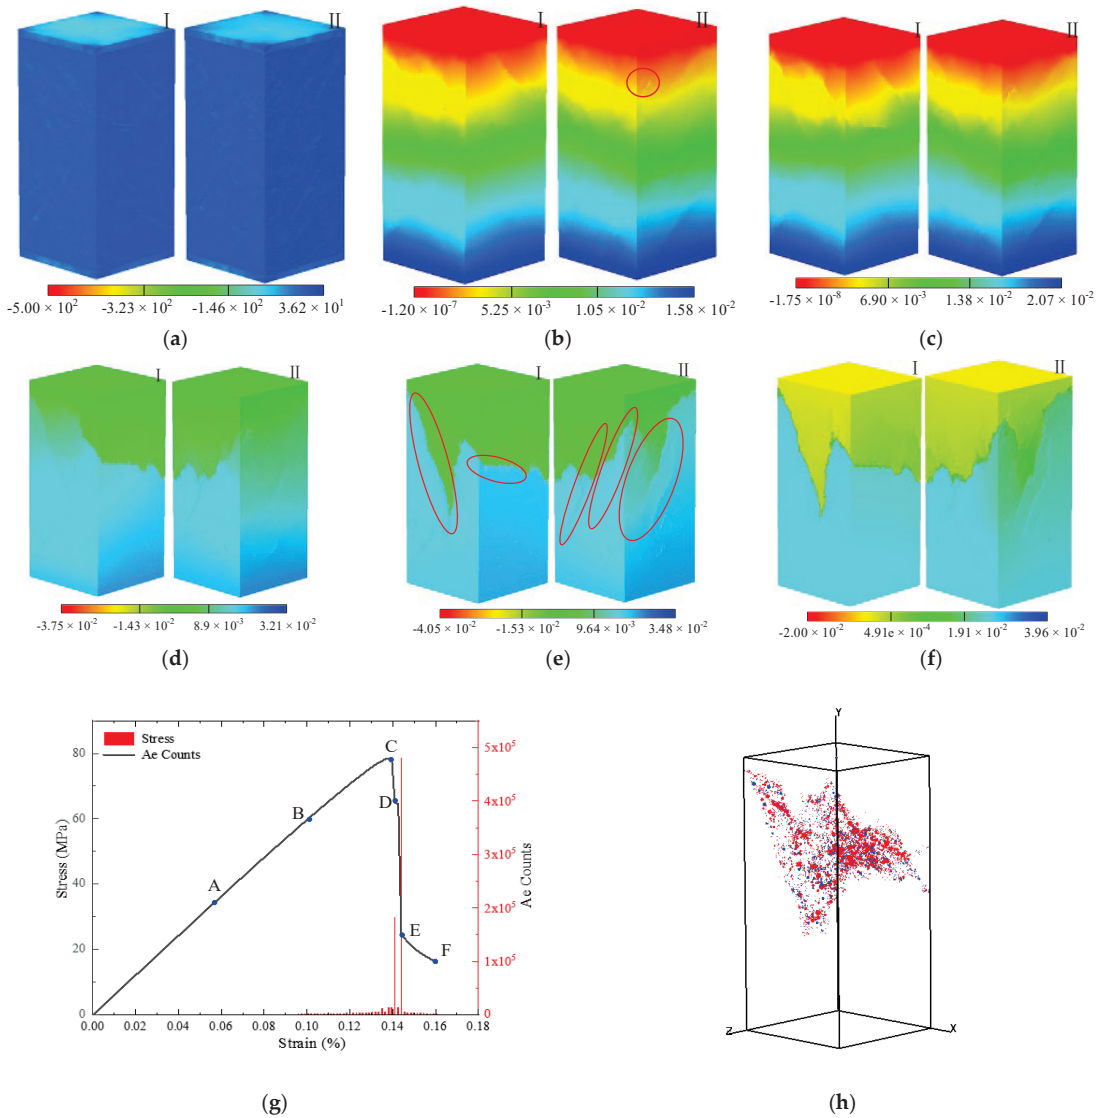 I II
-5.00 × 10² -3.23 × 10² -1.46 × 10² 3.62 × 10¹
(a)
I II
-1.20 × 10⁻⁷ 5.25 × 10⁻³ 1.05 × 10⁻² 1.58 × 10⁻²
(b)
I II
-1.75 × 10⁻⁸ 6.90 × 10⁻³ 1.38 × 10⁻² 2.07 × 10⁻²
(c)
I II
-3.75 × 10⁻² -1.43 × 10⁻² 8.9 × 10⁻³ 3.21 × 10⁻²
(d)
I II
-4.05 × 10⁻² -1.53 × 10⁻² 9.64 × 10⁻³ 3.48 × 10⁻²
(e)
I II
-2.00 × 10⁻² 4.91e × 10⁴ 1.91 × 10⁻² 3.96 × 10⁻²
(f)
Stress
Ae Counts
Stress (MPa)
80
60
40
20
0
A B C D E F
5x10⁵
4x10⁵
3x10⁵
2x10⁵
1x10⁵
0
Ae Counts
0.00 0.02 0.04 0.06 0.08 0.10 0.12 0.14 0.16 0.18
Strain (%)
(g)
Y
Z
X
(h)